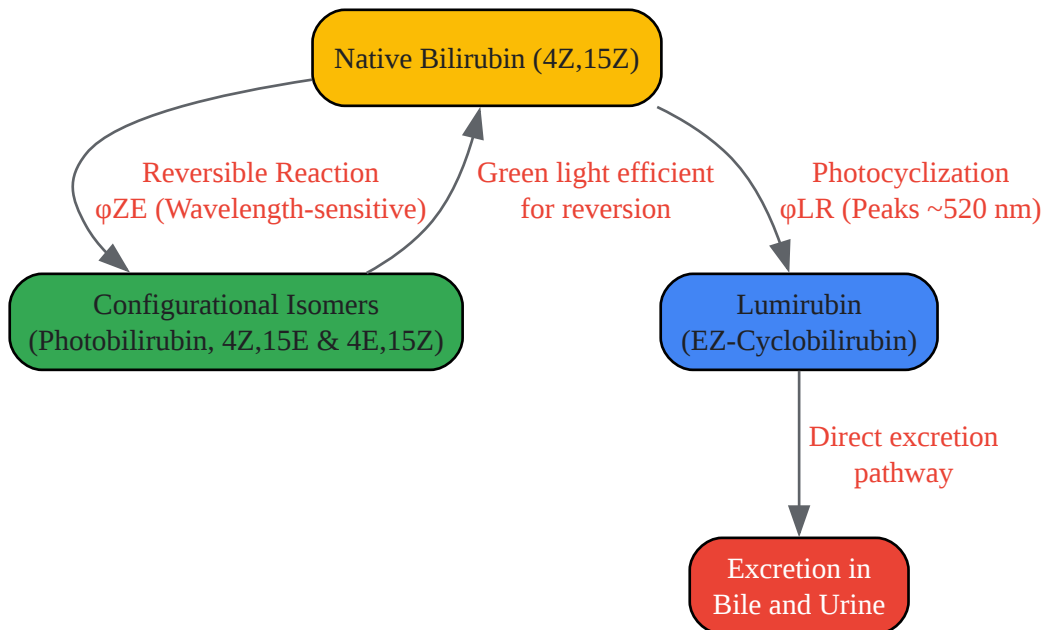 Native Bilirubin (4Z,15Z)
Reversible Reaction
φZE (Wavelength-sensitive)
Green light efficient
for reversion
Photocyclization
φLR (Peaks ~520 nm)
Configurational Isomers
(Photobilirubin, 4Z,15E & 4E,15Z)
Lumirubin
(EZ-Cyclobilirubin)
Direct excretion
pathway
Excretion in
Bile and Urine